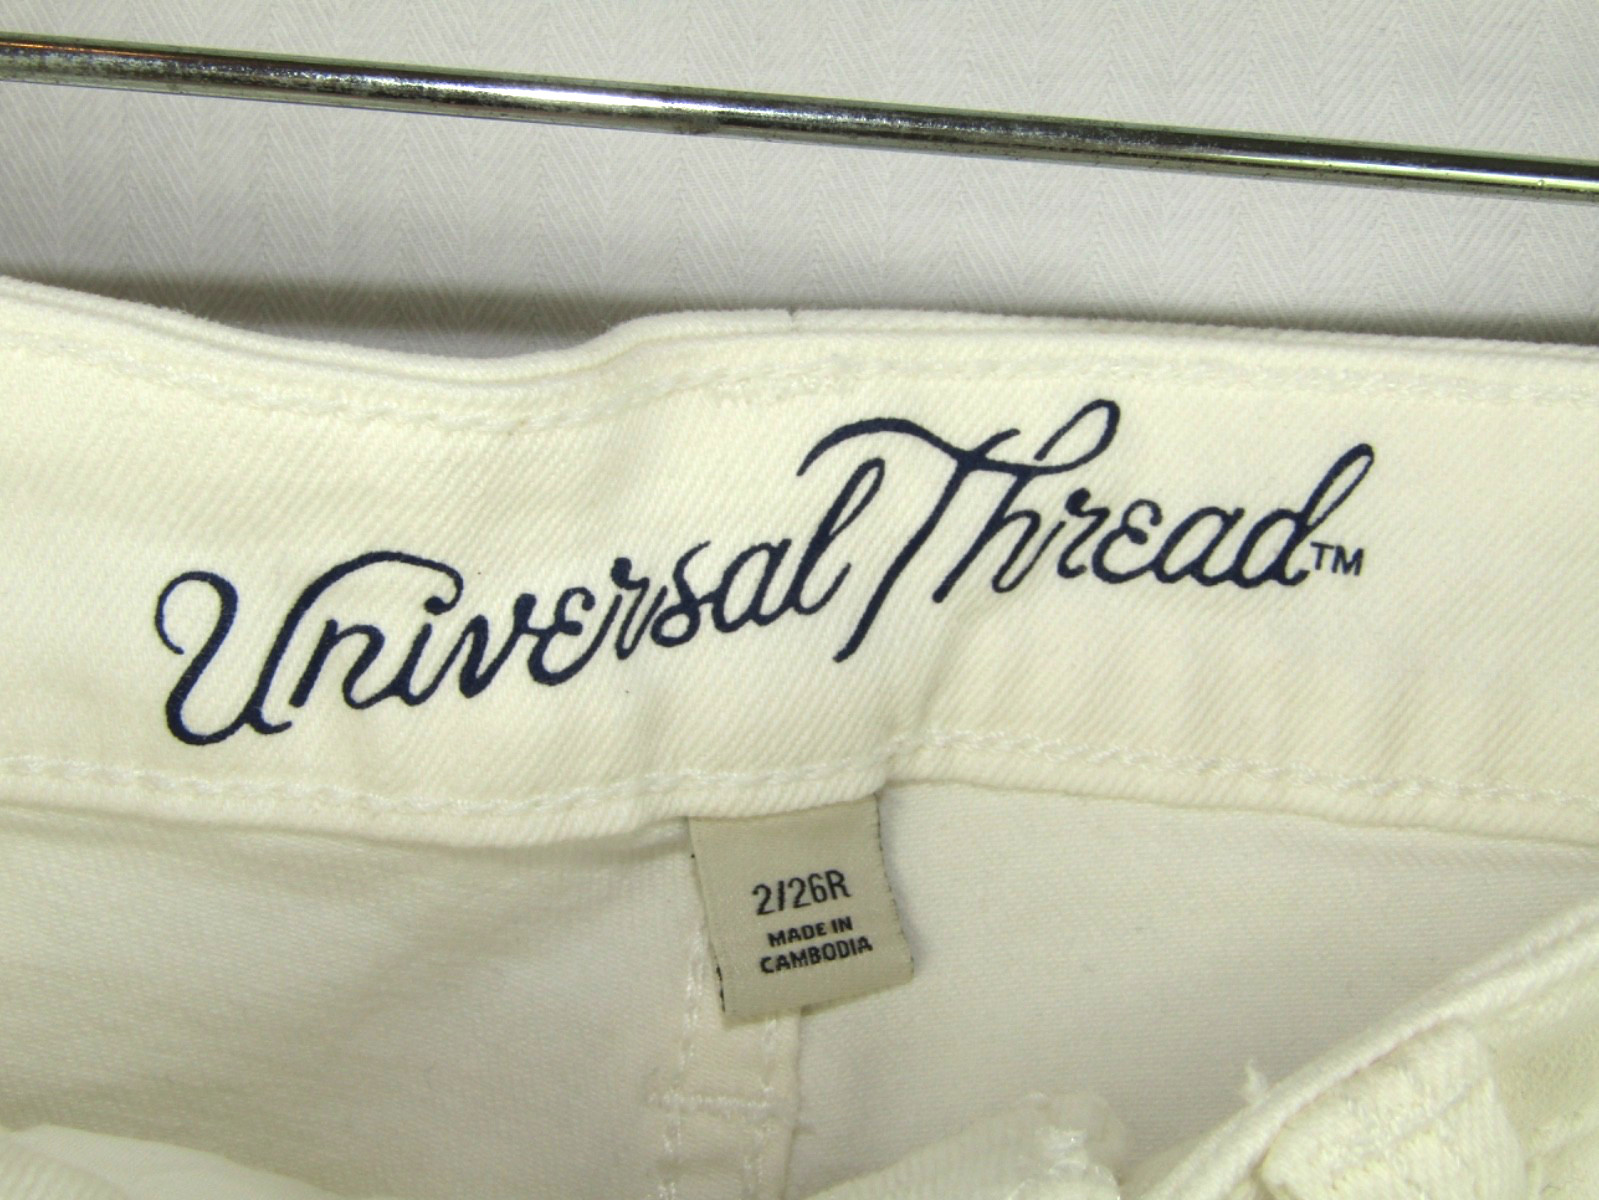 Universal Thread™
2/26R
MADE IN
CAMBODIA